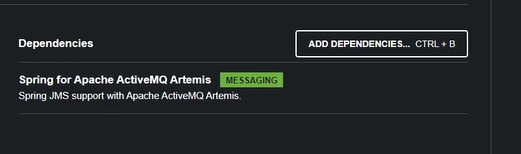 Dependencies
ADD DEPENDENCIES... CTRL + B
Spring for Apache ActiveMQ Artemis MESSAGING
Spring JMS support with Apache ActiveMQ Artemis.